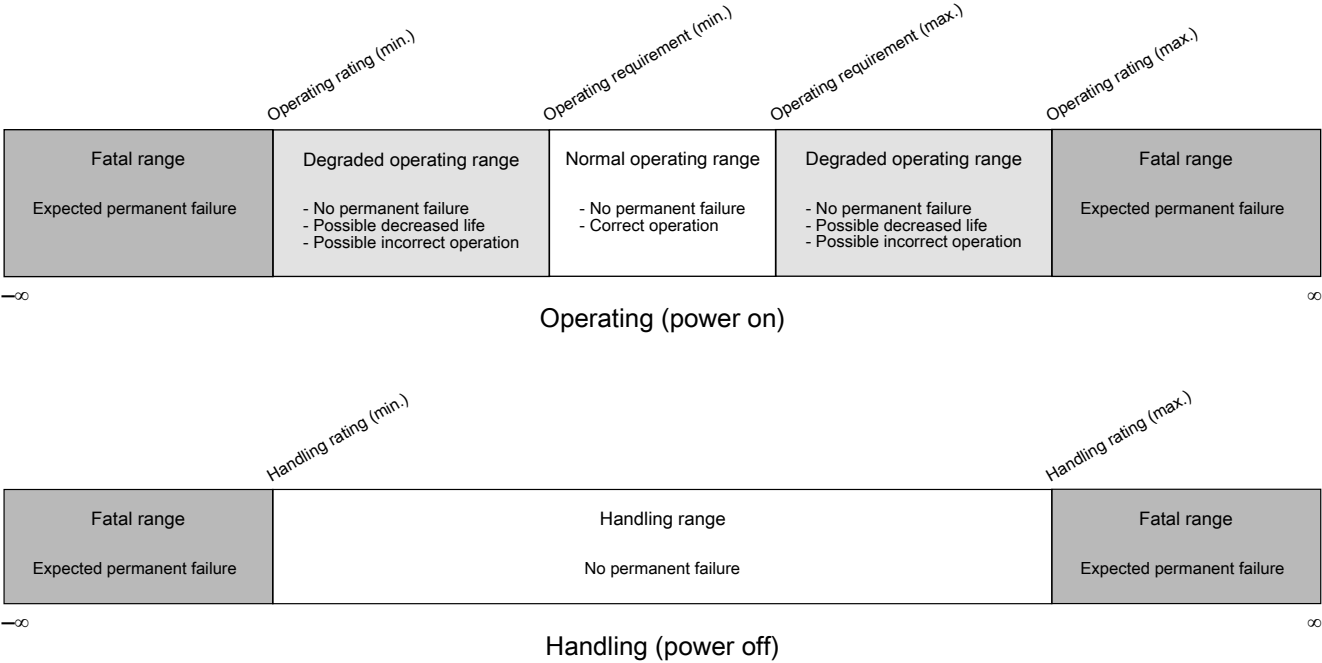 Operating rating (min.)
Operating requirement (min.)
Operating requirement (max.)
Operating rating (max.)
Fatal range
Expected permanent failure
Degraded operating range
- No permanent failure
- Possible decreased life
- Possible incorrect operation
Normal operating range
- No permanent failure
- Correct operation
Degraded operating range
- No permanent failure
- Possible decreased life
- Possible incorrect operation
Fatal range
Expected permanent failure
–∞
∞
Operating (power on)
Handling rating (min.)
Handling rating (max.)
Fatal range
Expected permanent failure
Handling range
No permanent failure
Fatal range
Expected permanent failure
–∞
∞
Handling (power off)